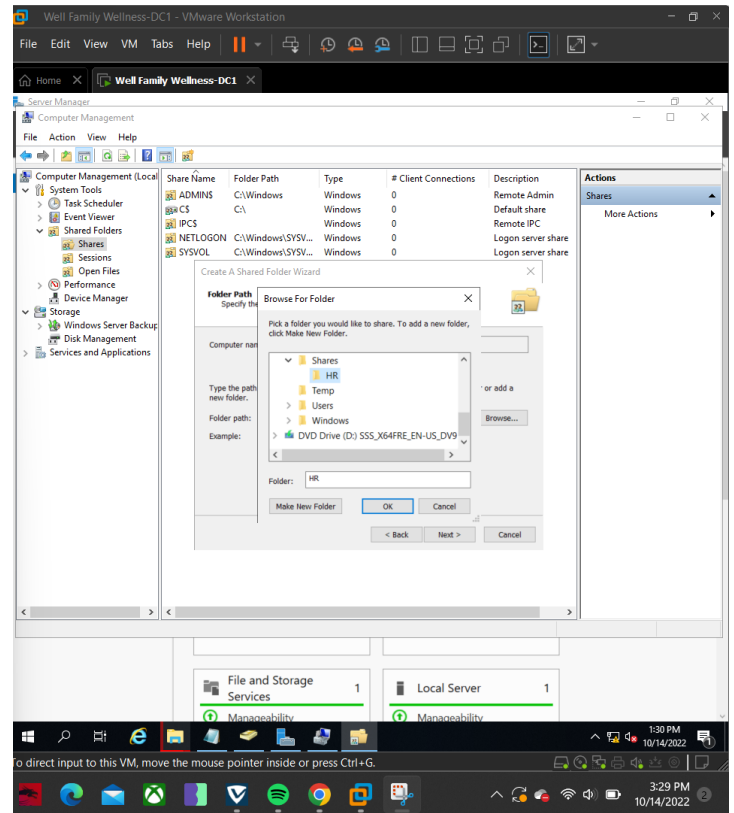 Well Family Wellness-DC1 - VMware Workstation
File Edit View VM Tabs Help
Home Well Family Wellness-DC1
Server Manager
Computer Management
File Action View Help
Computer Management (Local
System Tools
Task Scheduler
Event Viewer
Shared Folders
Shares
Sessions
Open Files
Performance
Device Manager
Storage
Windows Server Backup
Disk Management
Services and Applications
Share Name Folder Path Type # Client Connections Description
ADMIN$ C:\Windows Windows 0 Remote Admin
C$ C:\ Windows 0 Default share
IPC$ Windows 0 Remote IPC
NETLOGON C:\Windows\SYSV... Windows 0 Logon server share
SYSVOL C:\Windows\SYSV... Windows 0 Logon server share
Actions
Shares
More Actions
Create A Shared Folder Wizard
Folder Path
Specify the
Computer nan
Type the path
or add a
new folder.
Folder path:
Browse...
Example:
Browse For Folder
Pick a folder you would like to share. To add a new folder,
click Make New Folder.
Shares
HR
Temp
Users
Windows
DVD Drive (D:) SSS_X64FRE_EN-US_DV9
Folder: HR
Make New Folder OK Cancel
< Back Next > Cancel
File and Storage
Services 1
Manageability
Local Server 1
Manageability
1:30 PM
10/14/2022
To direct input to this VM, move the mouse pointer inside or press Ctrl+G.
3:29 PM
10/14/2022
2